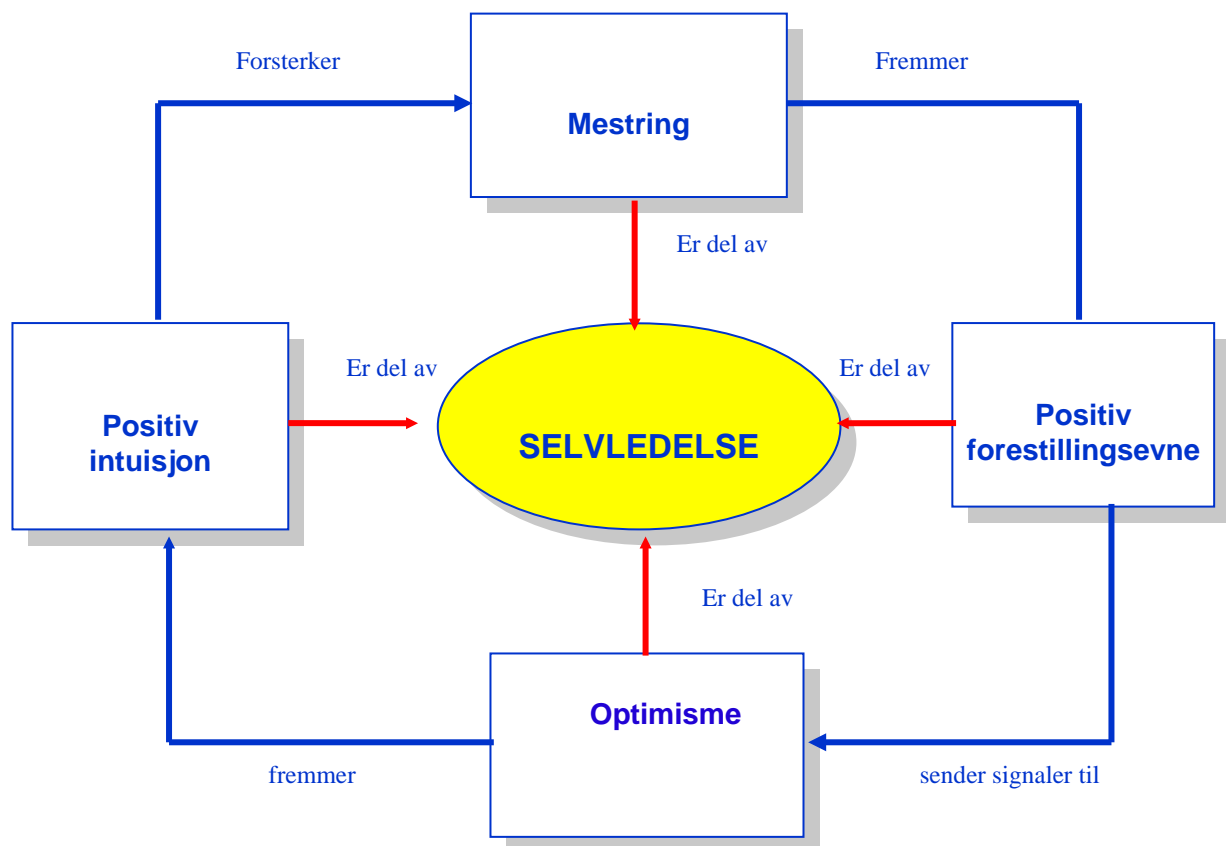 Forsterker
Fremmer
Mestring
Er del av
Er del av
Er del av
Positiv
intuisjon
SELVLEDELSE
Positiv
forestillingsevne
Er del av
Optimisme
fremmer
sender signaler til